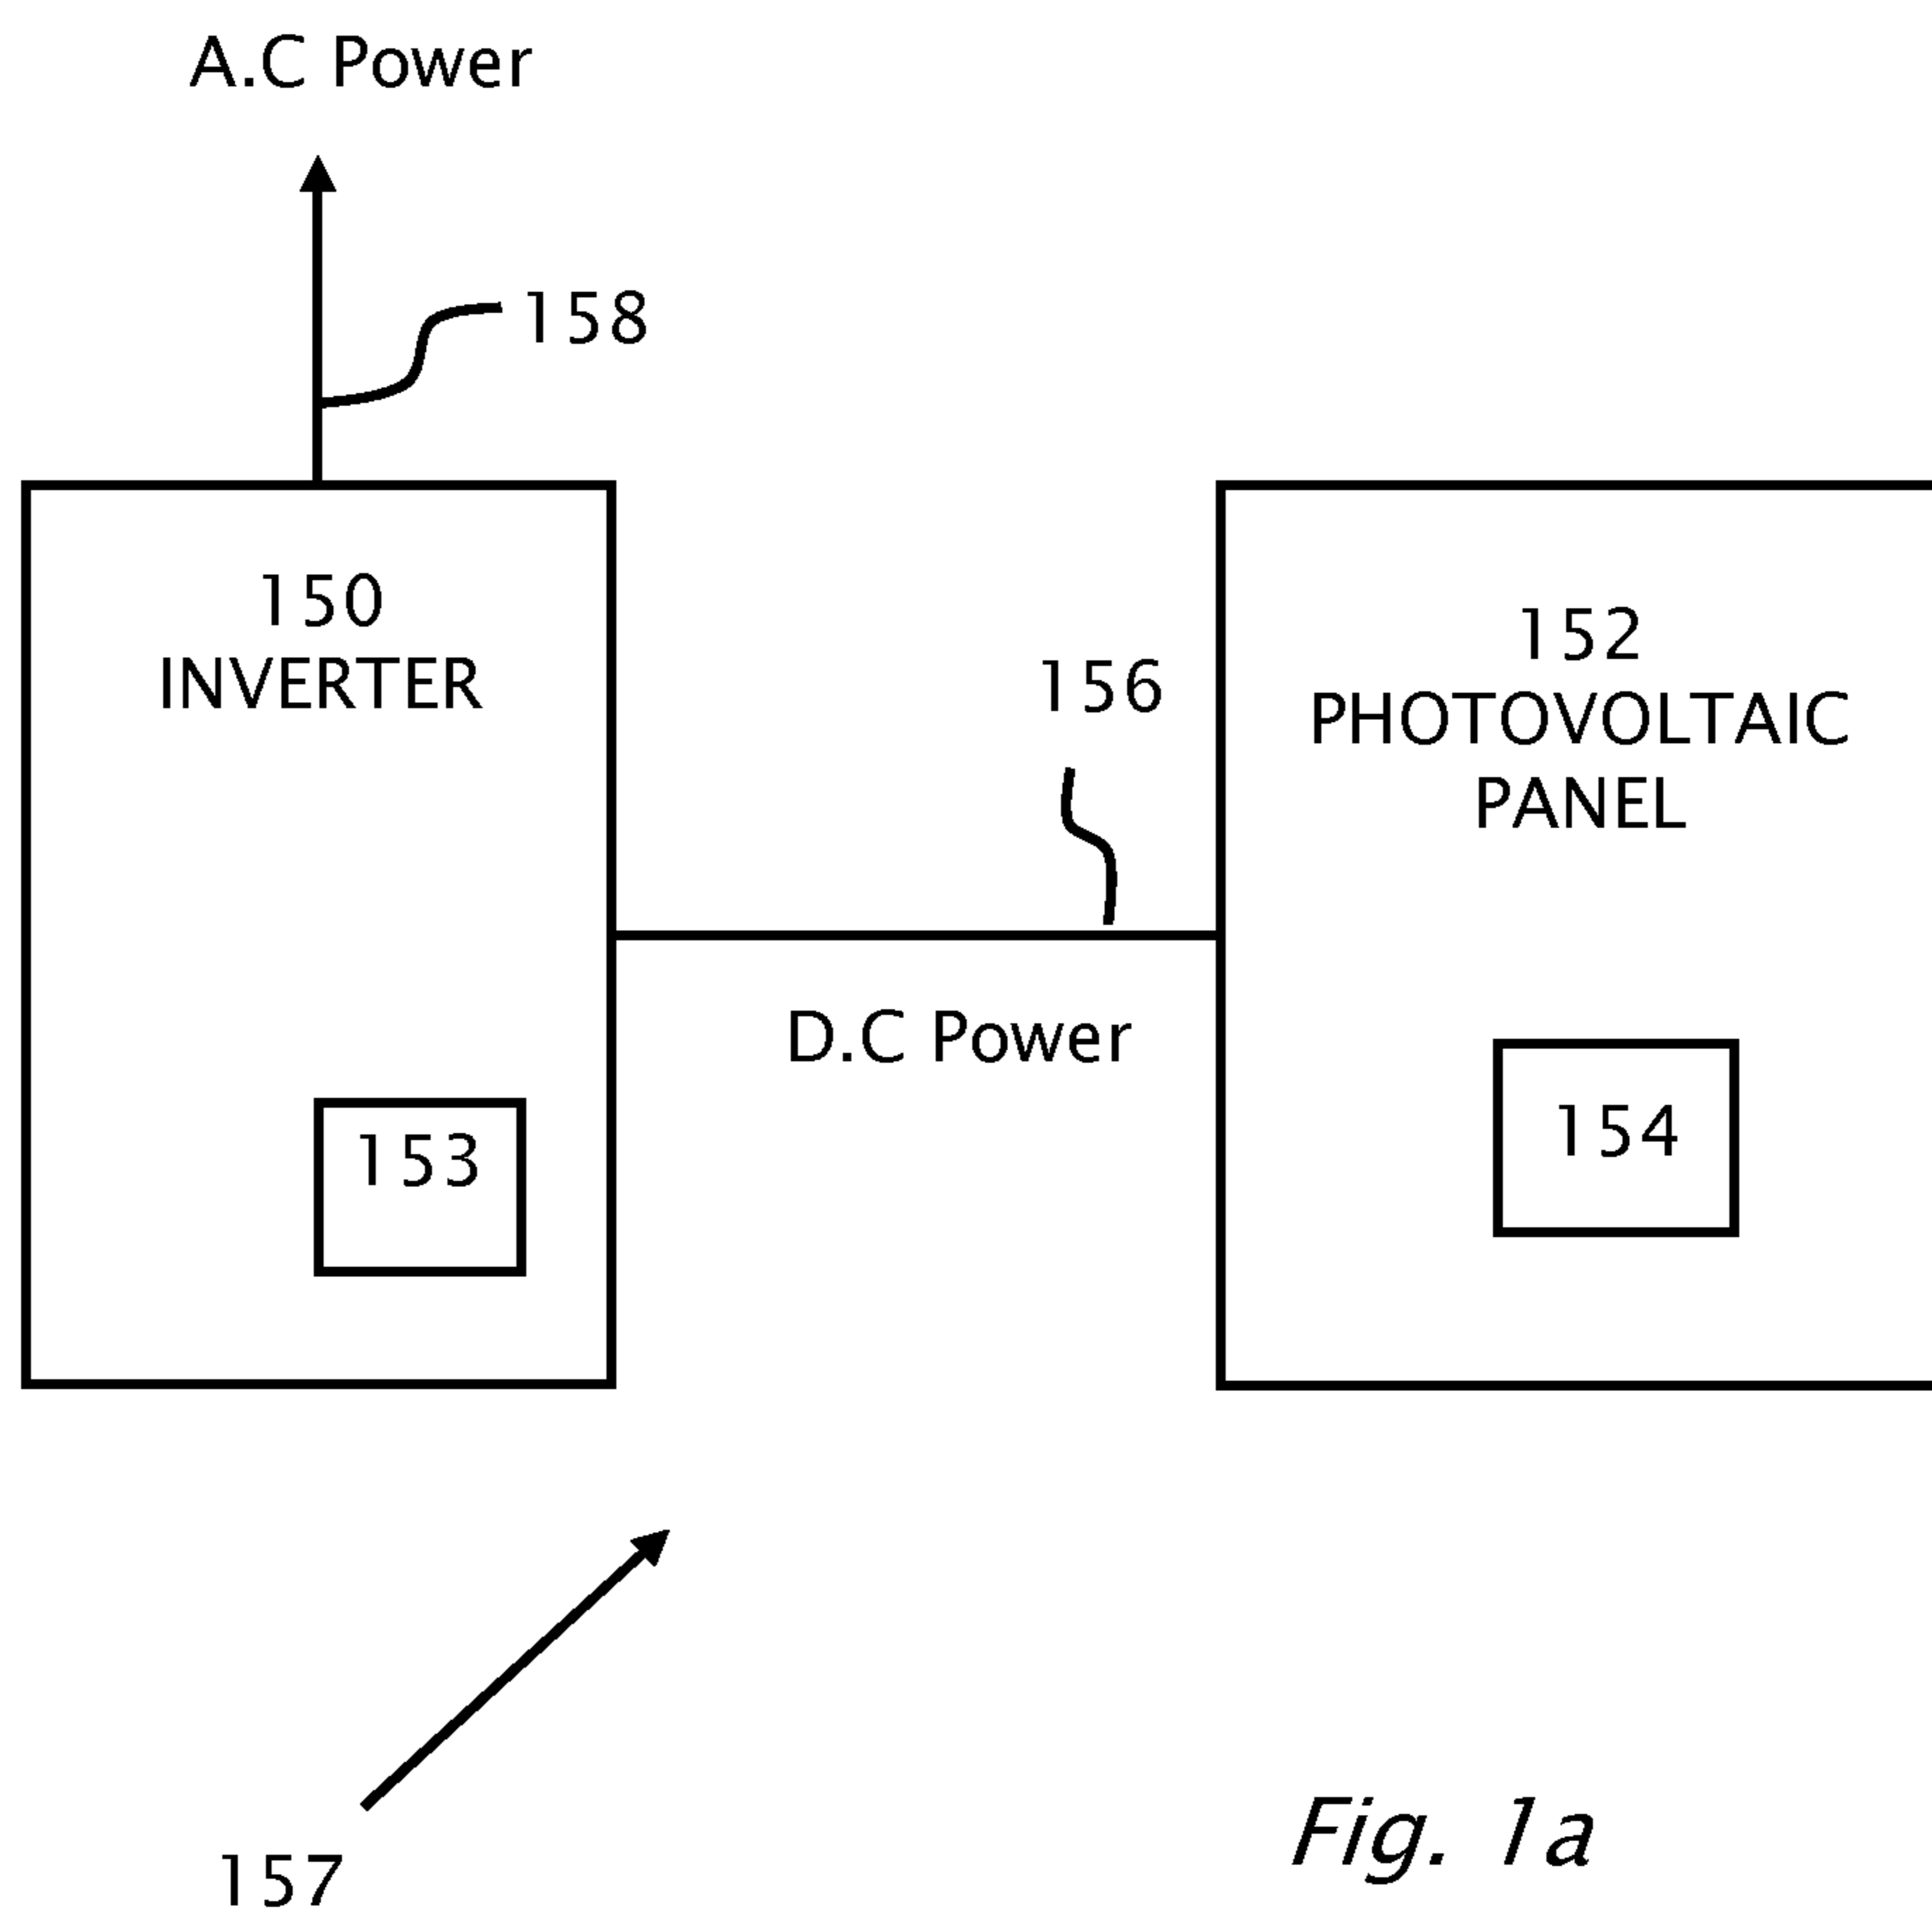 A.C Power
158
150
INVERTER
156
152
PHOTOVOLTAIC
PANEL
D.C Power
153
154
157
Fig. 1a